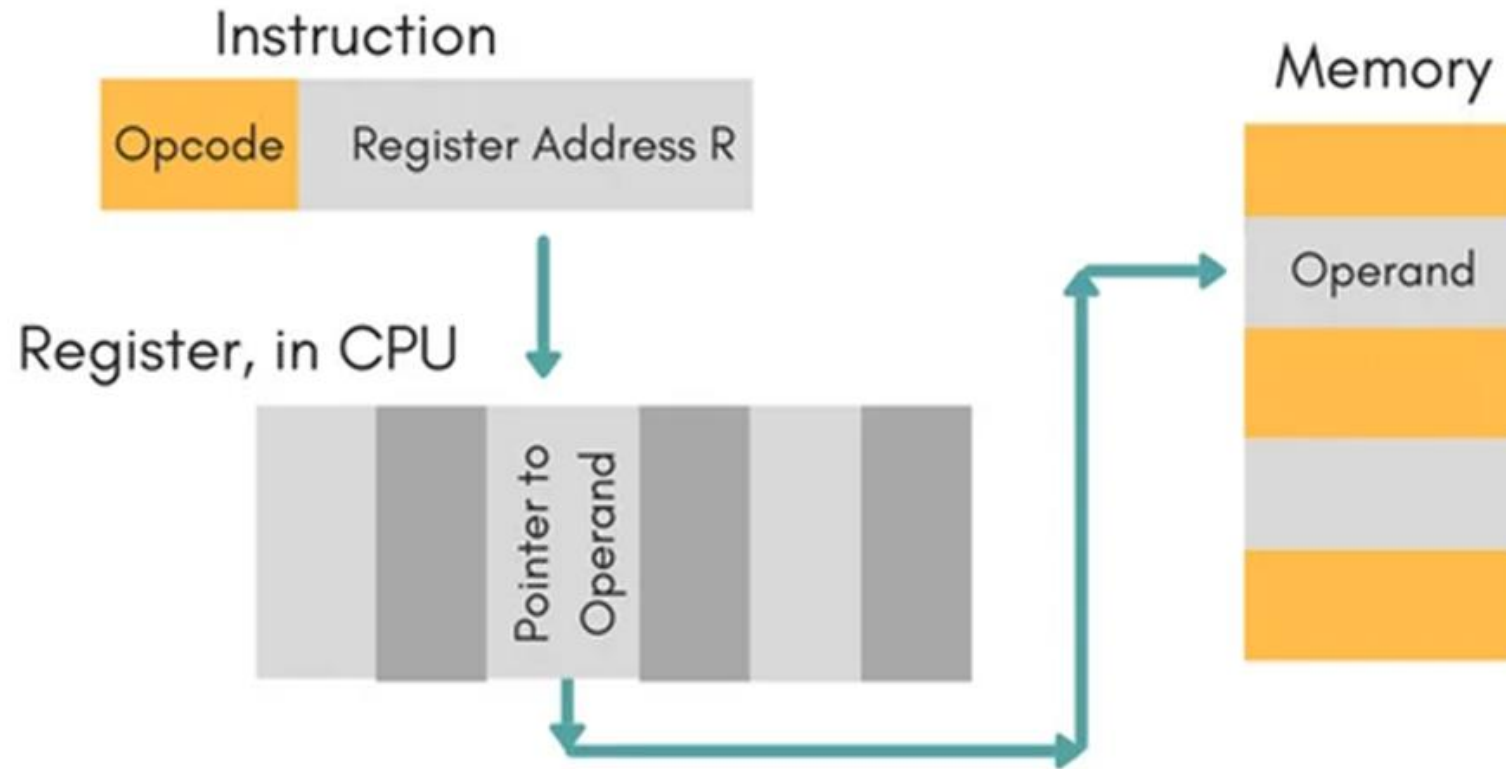 Instruction
Memory
Opcode
Register Address R
Operand
Register, in CPU
Pointer to
Operand